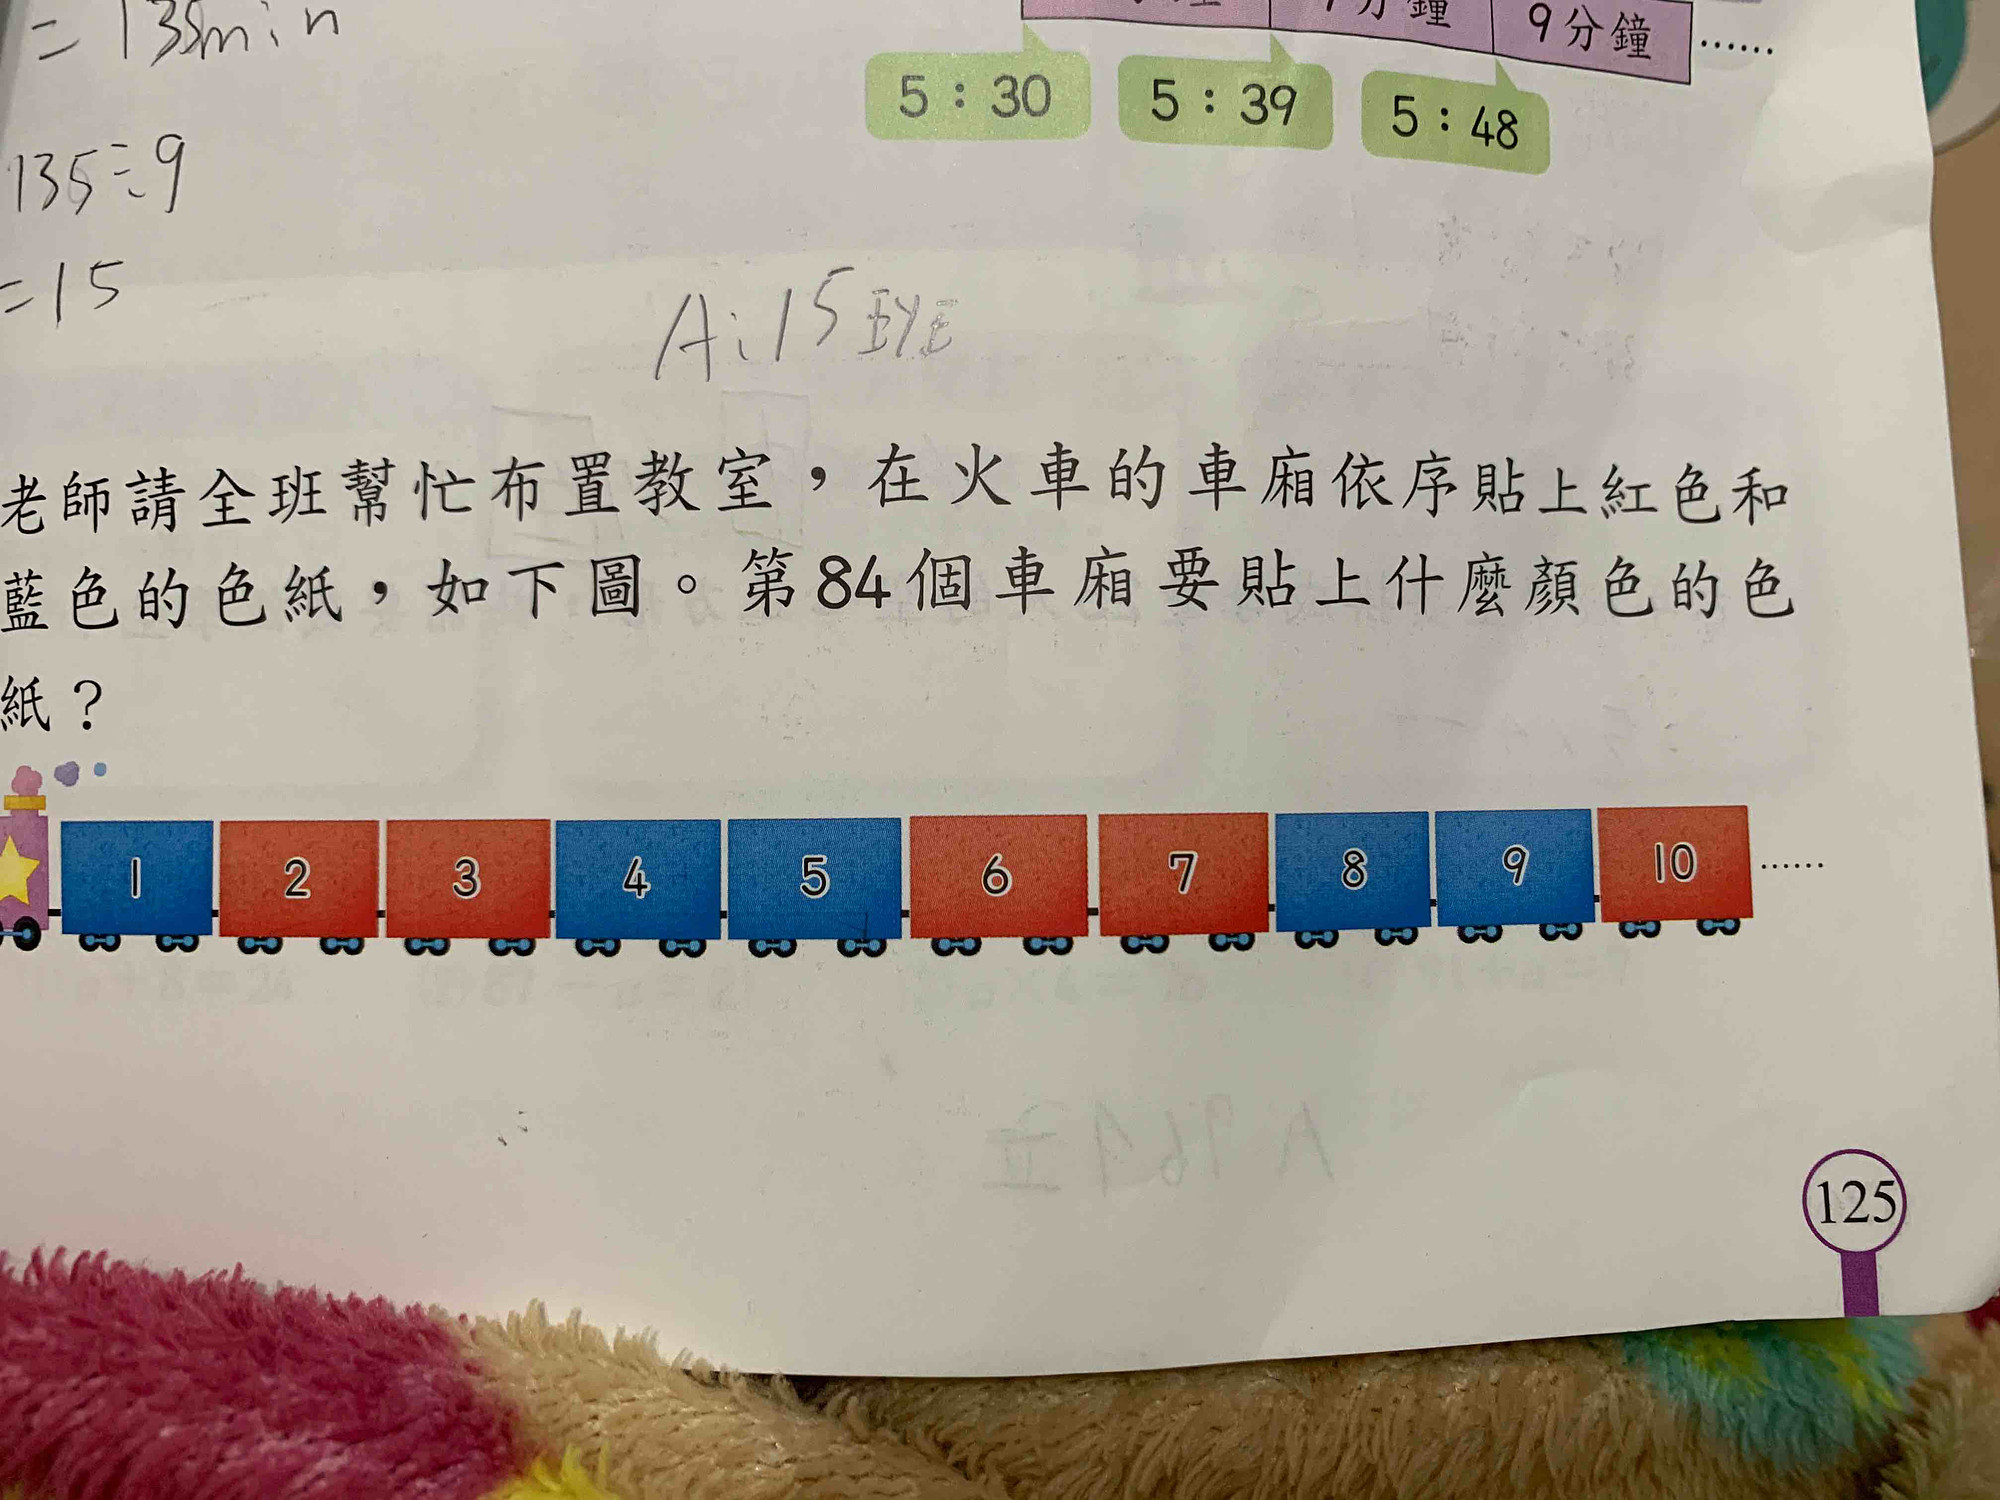 = 135min
9分鐘 ……
5：30 5：39 5：48
135÷9
=15
A:15
老師請全班幫忙布置教室，在火車的車廂依序貼上紅色和
藍色的色紙，如下圖。第84個車廂要貼上什麼顏色的色
紙？
1 2 3 4 5 6 7 8 9 10 ……
125